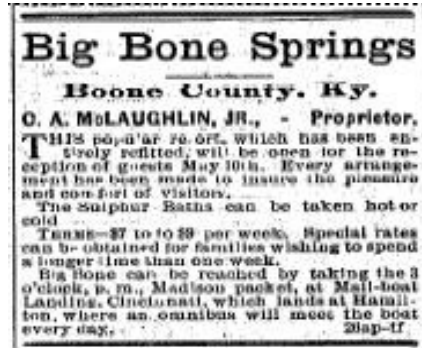 Big Bone Springs
Boone County, Ky.
C. A. McLAUGHLIN, JR., - Proprietor.
THIS popular resort, which has been en-
tirely refitted, will be open for the re-
ception of guests May 10th. Every arrange-
ment has been made to insure the pleasure
and comfort of visitors.
The Sulphur Baths can be taken hot or
cold
TERMS—$7 to $9 per week. Special rates
can be obtained for families wishing to spend
a longer time than one week.
Big Bone can be reached by taking the 3
o'clock, p. m., Madison packet, at Mail-boat
Landing, Cincinnati, which lands at Hamil-
ton, where an omnibus will meet the boat
every day. 26ap-tf